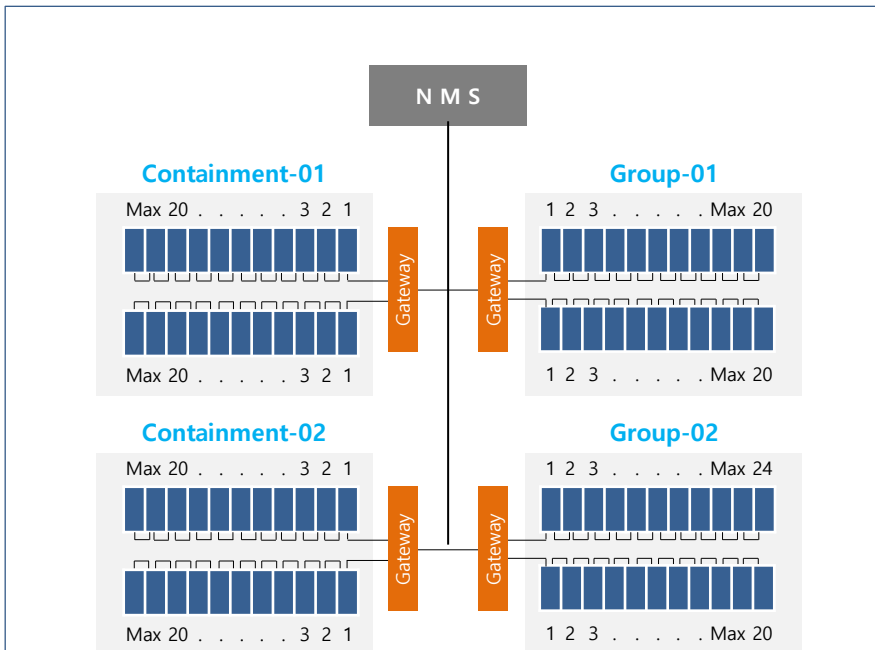 N M S
Containment-01
Group-01
Max 20 . . . . . 3 2 1
1 2 3 . . . . . Max 20
Gateway
Gateway
Max 20 . . . . . 3 2 1
1 2 3 . . . . . Max 20
Containment-02
Group-02
Max 20 . . . . . 3 2 1
1 2 3 . . . . . Max 24
Gateway
Gateway
Max 20 . . . . . 3 2 1
1 2 3 . . . . . Max 20